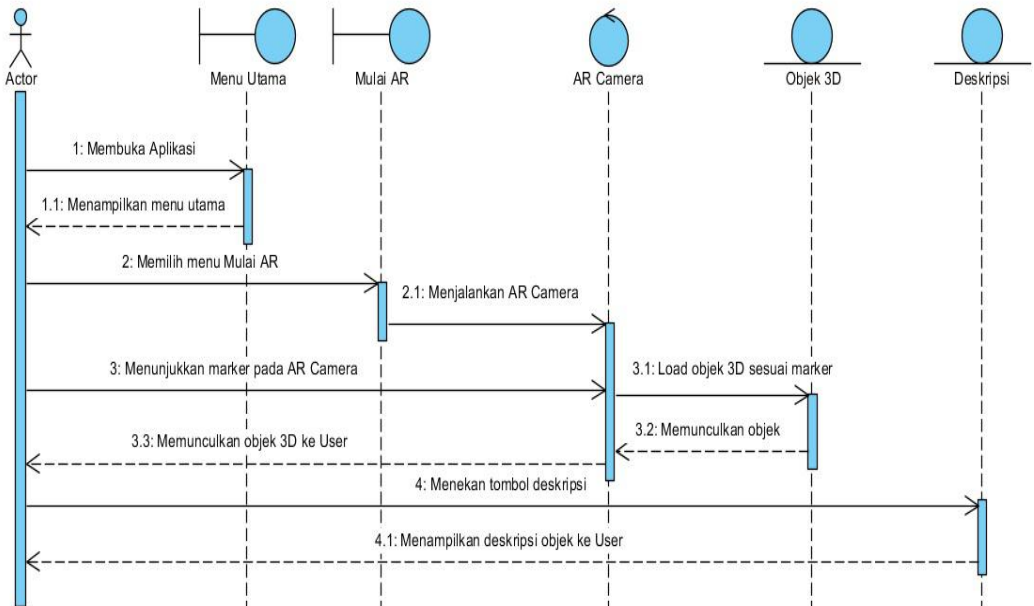 Actor
Menu Utama
Mulai AR
AR Camera
Objek 3D
Deskripsi
1: Membuka Aplikasi
1.1: Menampilkan menu utama
2: Memilih menu Mulai AR
2.1: Menjalankan AR Camera
3: Menunjukkan marker pada AR Camera
3.1: Load objek 3D sesuai marker
3.2: Memunculkan objek
3.3: Memunculkan objek 3D ke User
4: Menekan tombol deskripsi
4.1: Menampilkan deskripsi objek ke User